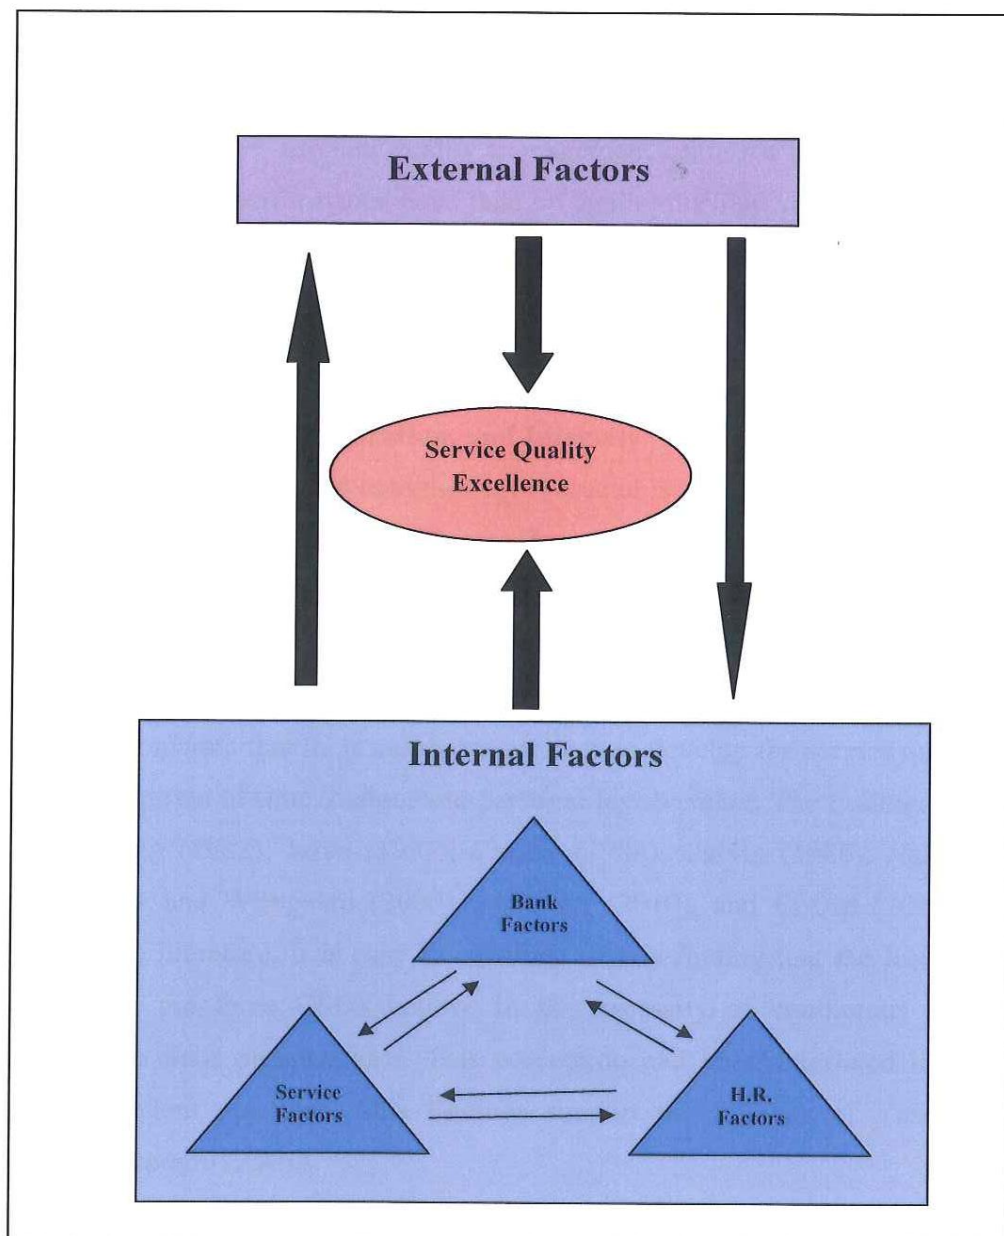 External Factors
Service Quality
Excellence
Internal Factors
Bank
Factors
Service
Factors
H.R.
Factors